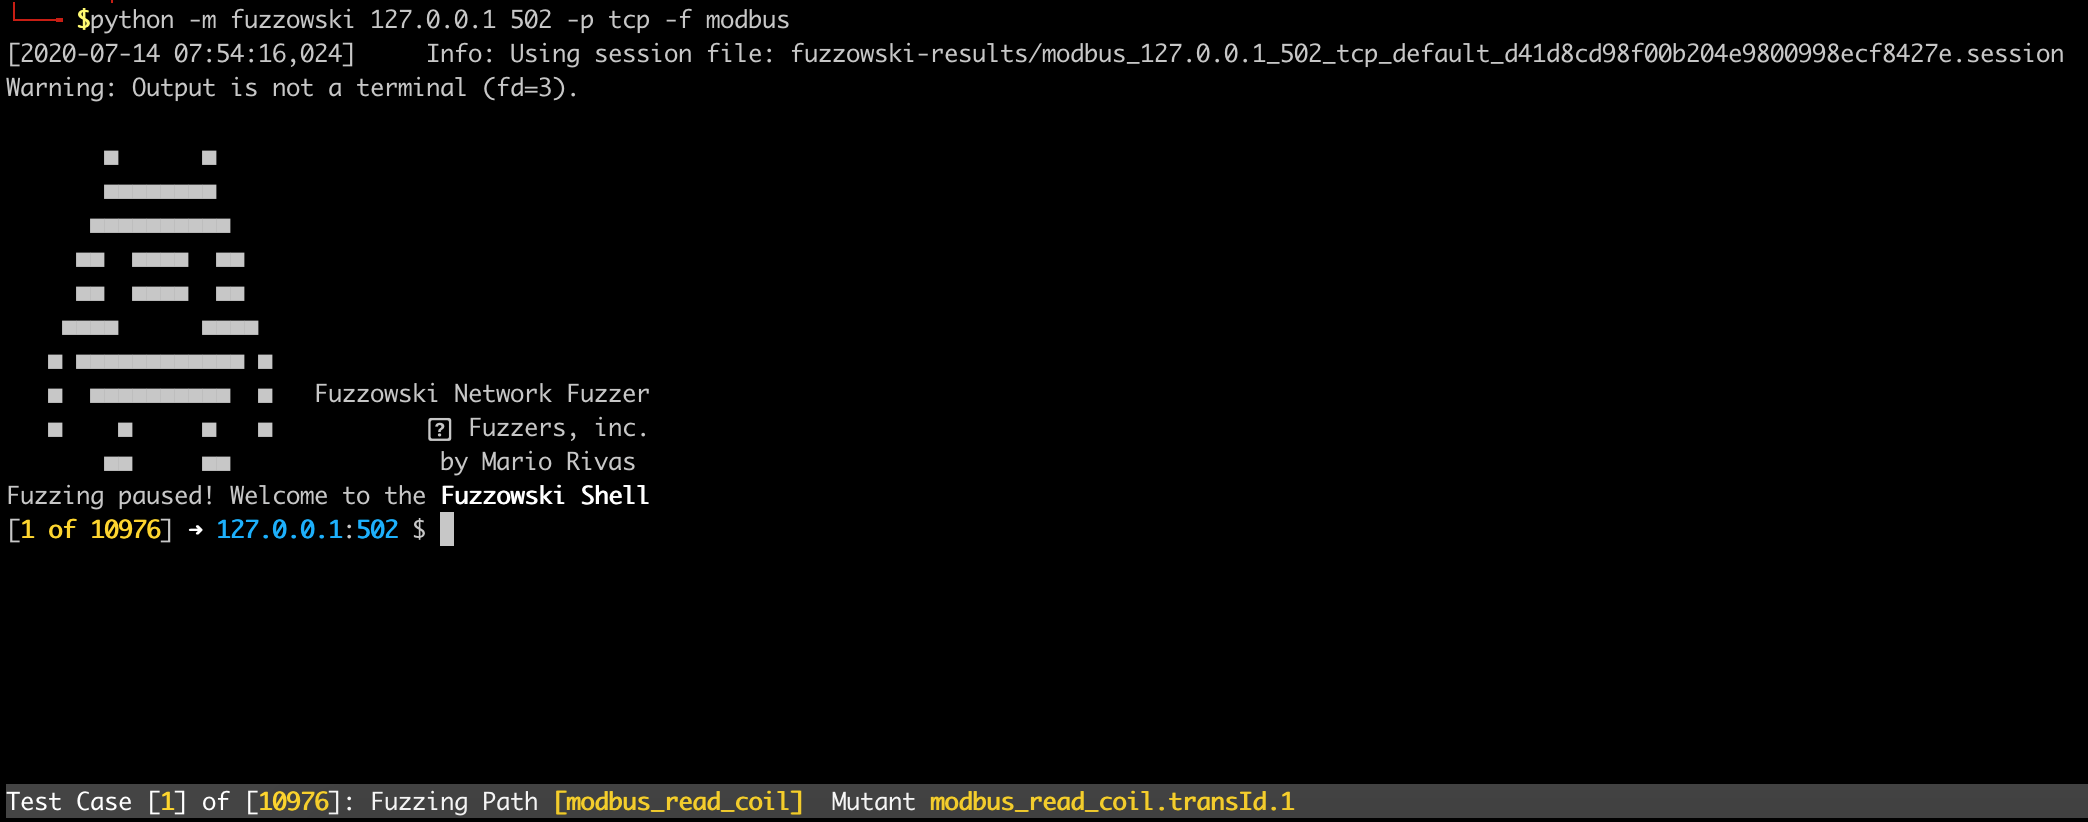 $python -m fuzzowski 127.0.0.1 502 -p tcp -f modbus
[2020-07-14 07:54:16,024]     Info: Using session file: fuzzowski-results/modbus_127.0.0.1_502_tcp_default_d41d8cd98f00b204e9800998ecf8427e.session
Warning: Output is not a terminal (fd=3).
Fuzzowski Network Fuzzer
Fuzzers, inc.
by Mario Rivas
Fuzzing paused! Welcome to the Fuzzowski Shell
[1 of 10976] ➜ 127.0.0.1:502 $
Test Case [1] of [10976]: Fuzzing Path [modbus_read_coil]  Mutant modbus_read_coil.transId.1